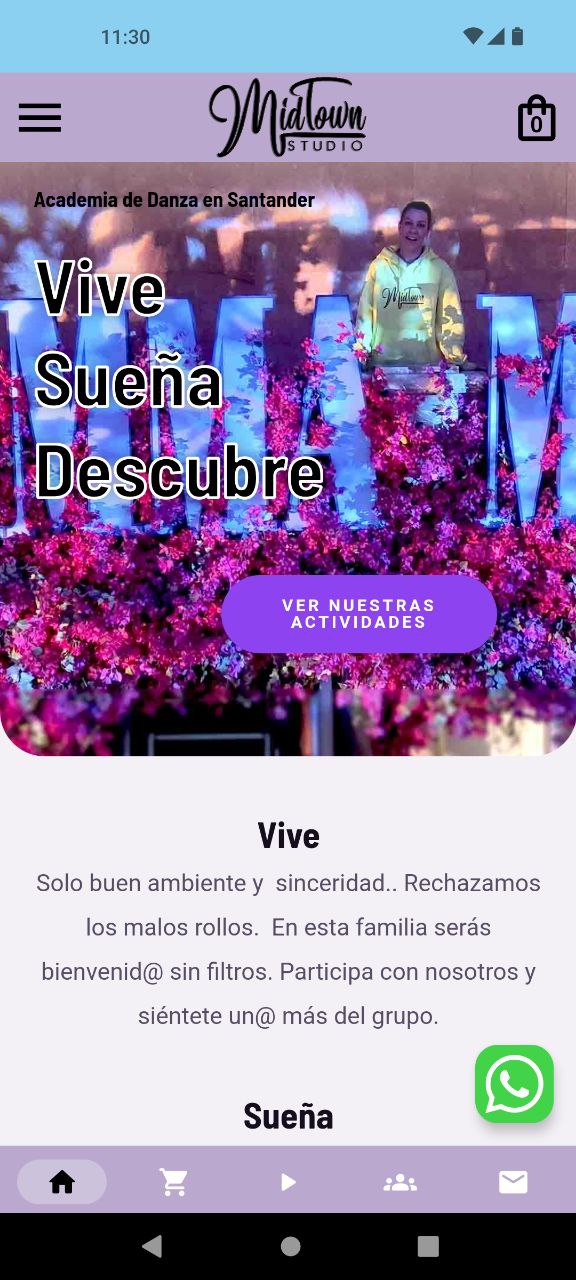 11:30
MidTown
STUDIO
0
Academia de Danza en Santander
MidTown
Vive
Sueña
Descubre
VER NUESTRAS
ACTIVIDADES
Vive
Solo buen ambiente y  sinceridad.. Rechazamos
los malos rollos.  En esta familia serás
bienvenid@ sin filtros. Participa con nosotros y
siéntete un@ más del grupo.
Sueña